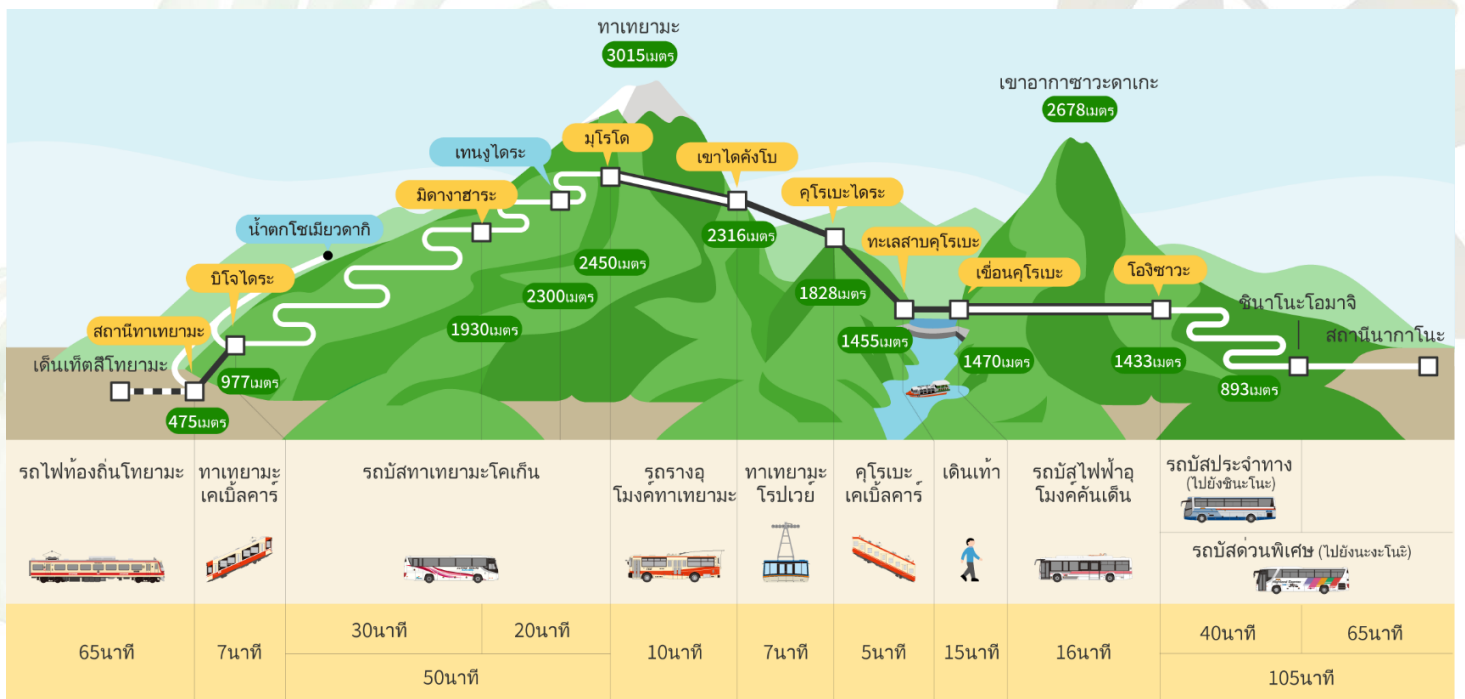 ทาเทยามะ
3015เมตร
เขาอากาซาวะดาเกะ
2678เมตร
มุโรโด
เทนงูไดระ
เขาไดคังโบ
มิดางาฮาระ
คุโรเบะไดระ
น้ำตกโชเมียวดากิ
2316เมตร
ทะเลสาบคุโรเบะ
2450เมตร
บิโจไดระ
เขื่อนคุโรเบะ
โองิซาวะ
2300เมตร
1828เมตร
ชินาโนะโอมาจิ
1930เมตร
สถานีทาเทยามะ
1455เมตร
สถานีนากาโนะ
เด็นเท็ตสึโทยามะ
977เมตร
1470เมตร
1433เมตร
893เมตร
475เมตร
รถไฟท้องถิ่นโทยามะ
ทาเทยามะ
เคเบิ้ลคาร์
รถบัสทาเทยามะโคเก็น
รถรางอุ
โมงค์ทาเทยามะ
ทาเทยามะ
โรปเวย์
คุโรเบะ
เคเบิ้ลคาร์
เดินเท้า
รถบัสไฟฟ้าอุ
โมงค์คันเด็น
รถบัสประจำทาง
(ไปยังชินะโนะ)
รถบัสด่วนพิเศษ (ไปยังนะงะโนะ)
65นาที
7นาที
30นาที
20นาที
50นาที
10นาที
7นาที
5นาที
15นาที
16นาที
40นาที
65นาที
105นาที